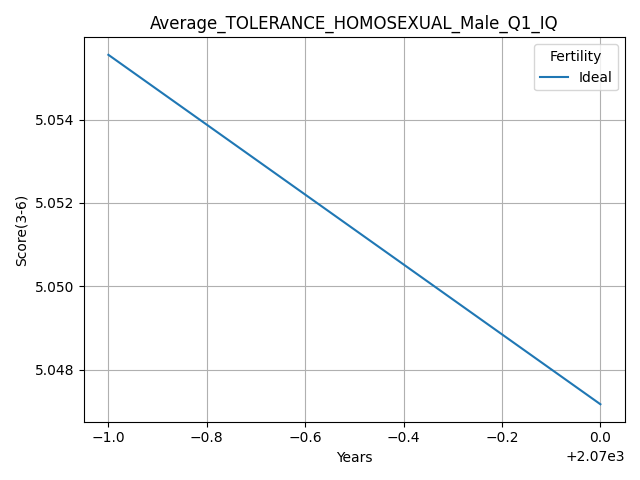 Average_TOLERANCE_HOMOSEXUAL_Male_Q1_IQ
Fertility
Ideal
5.054
5.052
5.050
5.048
Score(3-6)
−1.0 −0.8 −0.6 −0.4 −0.2 0.0
+2.07e3
Years